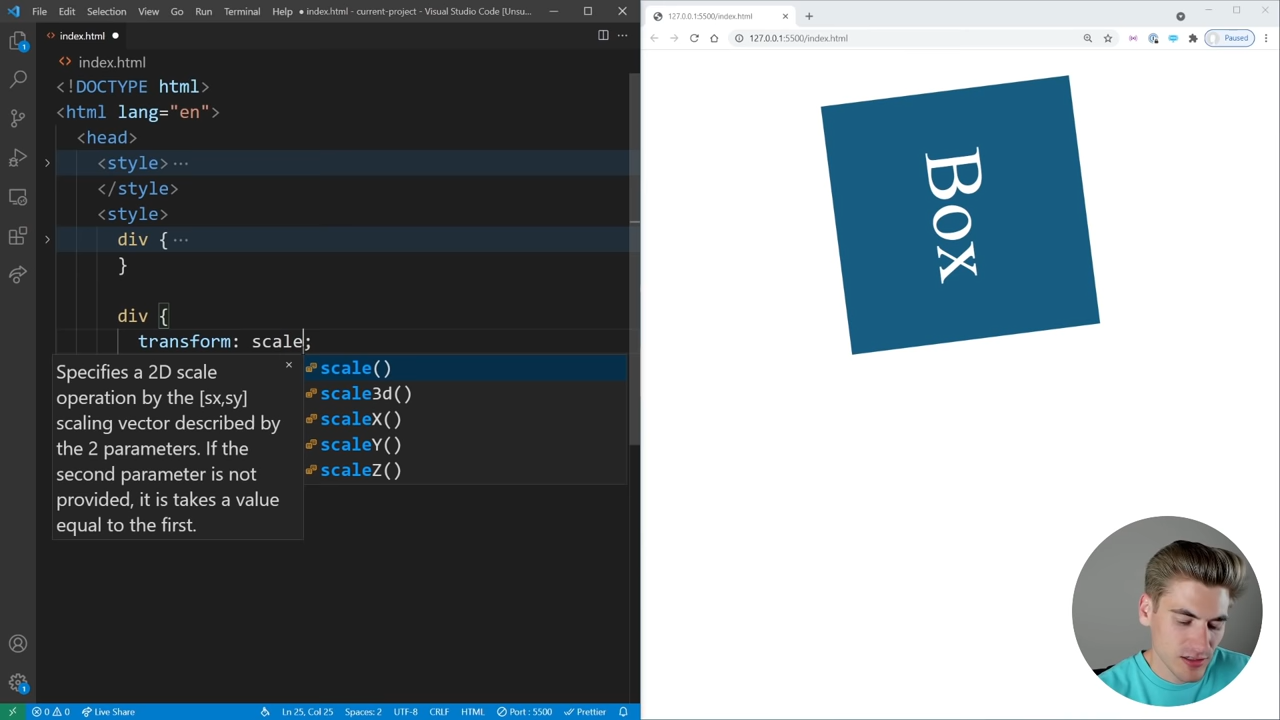 File Edit Selection View Go Run Terminal Help ● index.html - current-project - Visual Studio Code [Unsu...
index.html ●
index.html
<!DOCTYPE html>
<html lang="en">
<head>
<style> ...
</style>
<style>
div { ...
}
div {
transform: scale;
Specifies a 2D scale
operation by the [sx,sy]
scaling vector described by
the 2 parameters. If the
second parameter is not
provided, it is takes a value
equal to the first.
scale()
scale3d()
scaleX()
scaleY()
scaleZ()
1
1
0 0 Live Share Ln 25, Col 25 Spaces: 2 UTF-8 CRLF HTML Port : 5500 Prettier
127.0.0.1:5500/index.html
127.0.0.1:5500/index.html Paused
Box